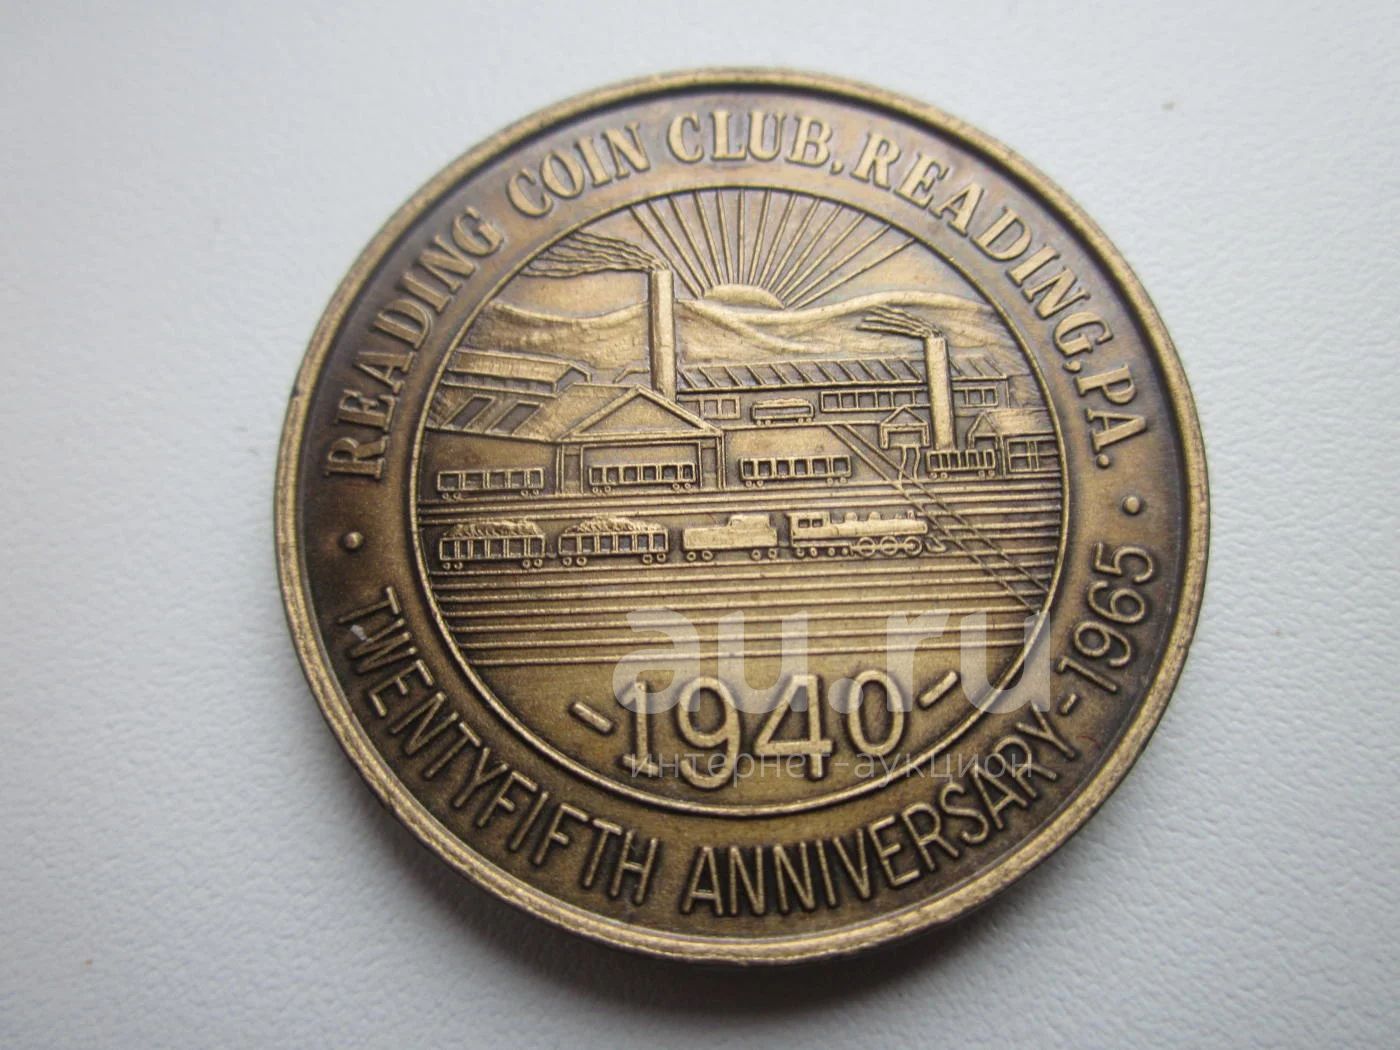 READING COIN CLUB, READING, PA.
-1940-
• TWENTYFIFTH ANNIVERSARY-1965 •
au.ru
интернет-аукцион